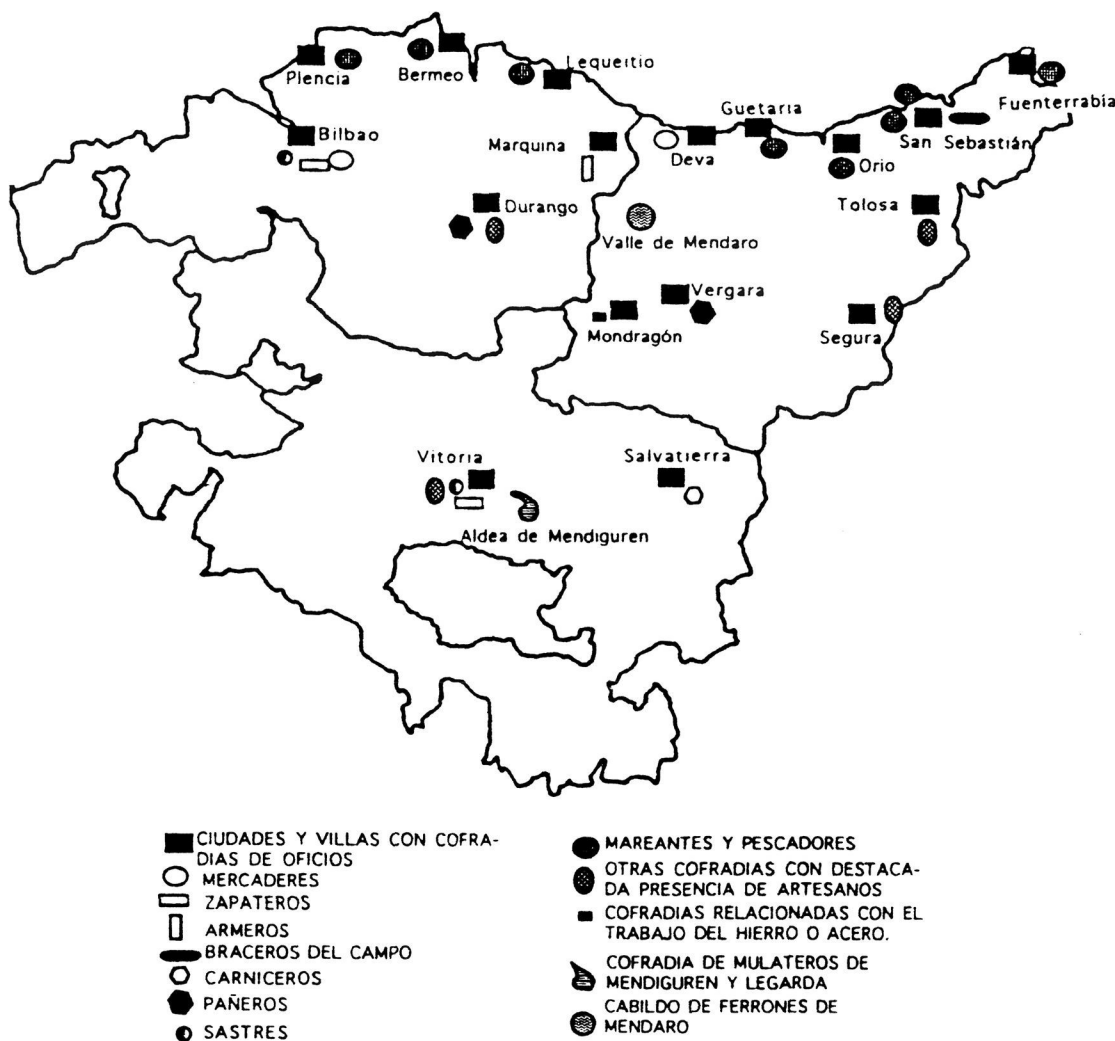 Plencia
Bermeo
Lequeitio
Fuenterrabía
Guetaria
San Sebastián
Bilbao
Marquina
Deva
Orio
Durango
Tolosa
Valle de Mendaro
Vergara
Mondragón
Segura
Vitoria
Salvatierra
Aldea de Mendiguren
CIUDADES Y VILLAS CON COFRA-
DIAS DE OFICIOS
MERCADERES
ZAPATEROS
ARMEROS
BRACEROS DEL CAMPO
CARNICEROS
PAÑEROS
SASTRES
MAREANTES Y PESCADORES
OTRAS COFRADIAS CON DESTACA-
DA PRESENCIA DE ARTESANOS
COFRADIAS RELACIONADAS CON EL
TRABAJO DEL HIERRO O ACERO.
COFRADIA DE MULATEROS DE
MENDIGUREN Y LEGARDA
CABILDO DE FERRONES DE
MENDARO